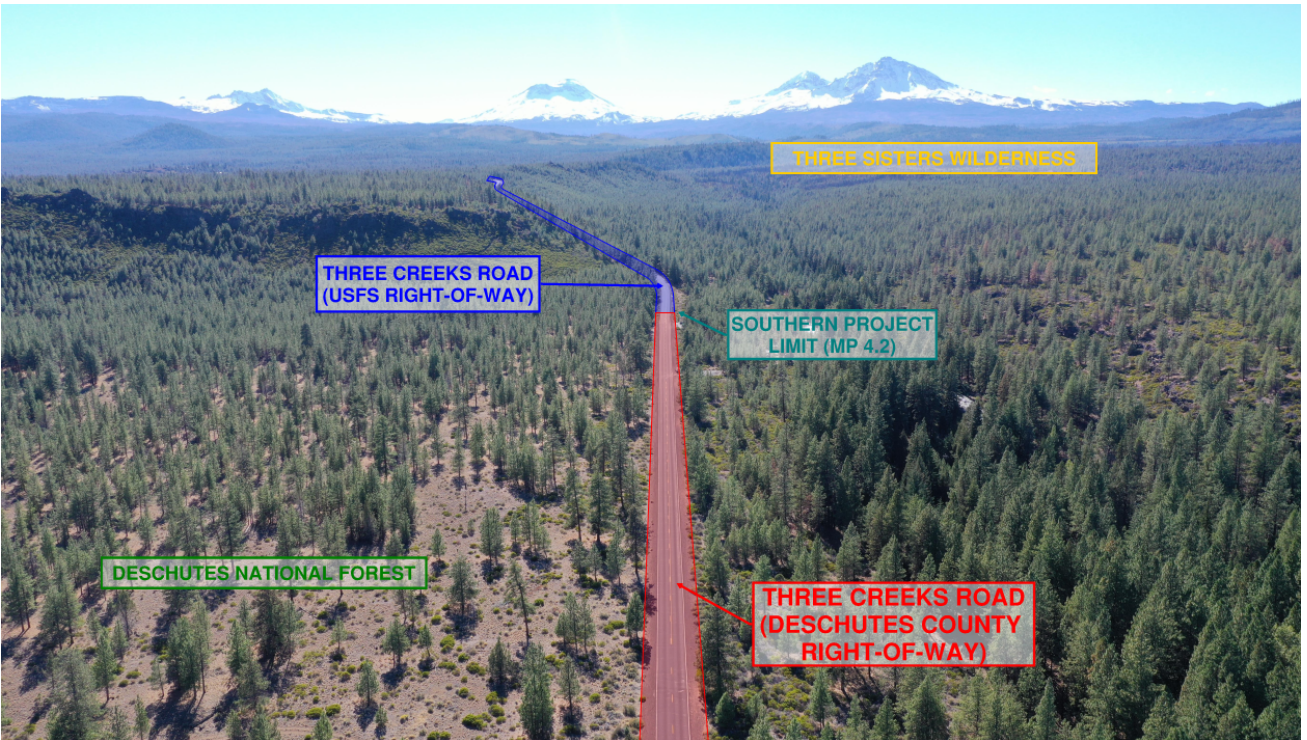 THREE SISTERS WILDERNESS
THREE CREEKS ROAD
(USFS RIGHT-OF-WAY)
SOUTHERN PROJECT
LIMIT (MP 4.2)
DESCHUTES NATIONAL FOREST
THREE CREEKS ROAD
(DESCHUTES COUNTY
RIGHT-OF-WAY)